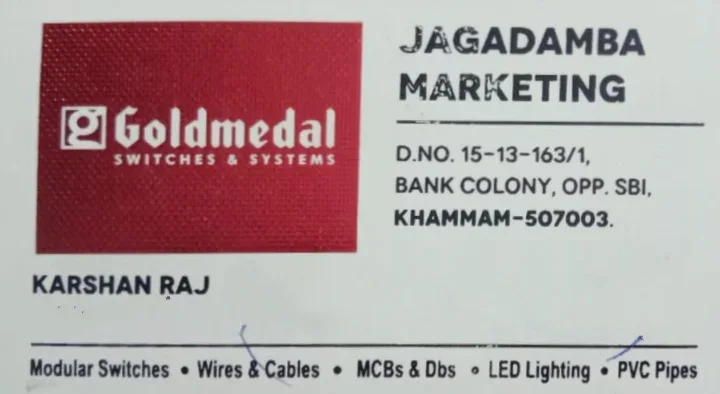 Goldmedal
SWITCHES & SYSTEMS
JAGADAMBA
MARKETING
D.NO. 15-13-163/1,
BANK COLONY, OPP. SBI,
KHAMMAM-507003.
KARSHAN RAJ
Modular Switches • Wires & Cables • MCBs & Dbs • LED Lighting • PVC Pipes